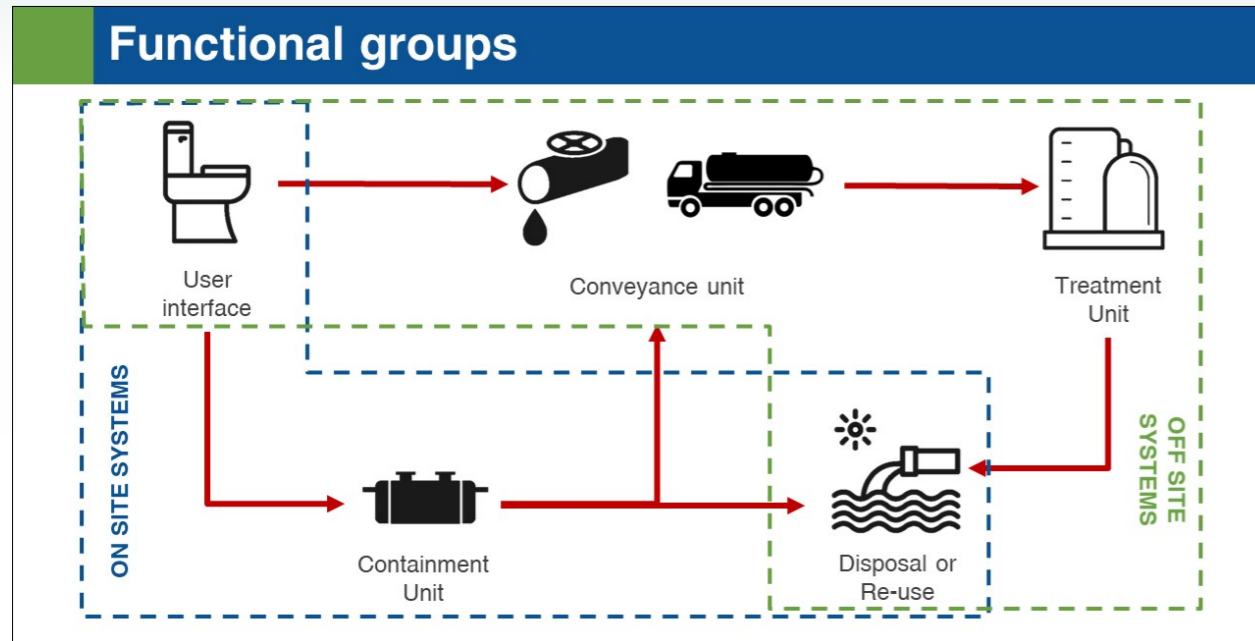 Functional groups
User
interface
Conveyance unit
Treatment
Unit
ON SITE SYSTEMS
Containment
Unit
Disposal or
Re-use
OFF SITE
SYSTEMS